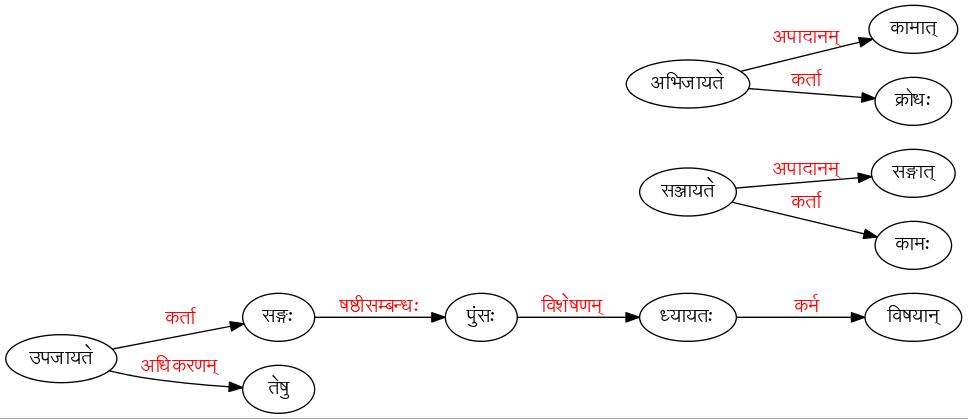 कामात्
अपादानम्
अभिजायते
कर्ता
क्रोधः
अपादानम्
सङ्गात्
सञ्जायते
कर्ता
कामः
कर्ता
सङ्गः
षष्ठीसम्बन्धः
पुंसः
विशेषणम्
ध्यायतः
कर्म
विषयान्
उपजायते
अधिकरणम्
तेषु